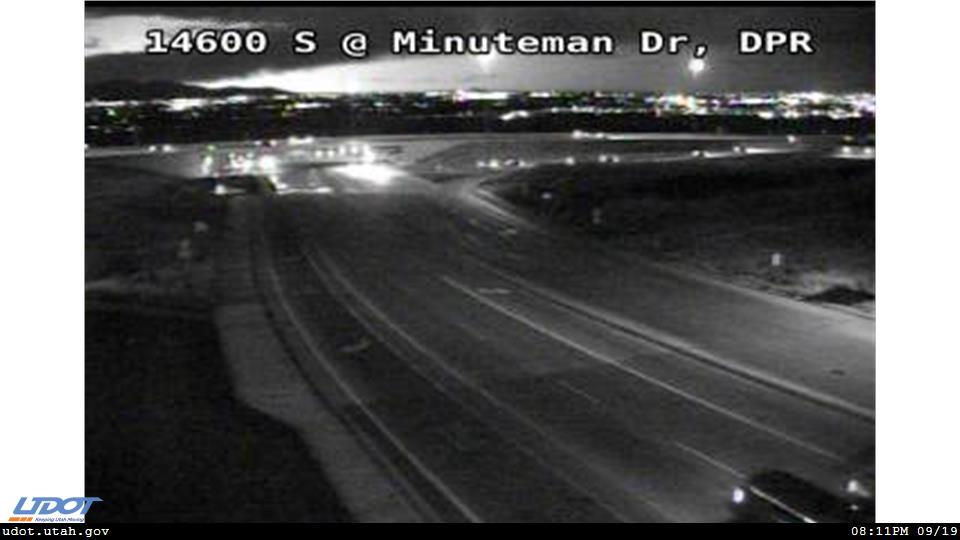 14600 S @ Minuteman Dr, DPR
UDOT
Keeping Utah Moving
udot.utah.gov
08:11PM 09/19